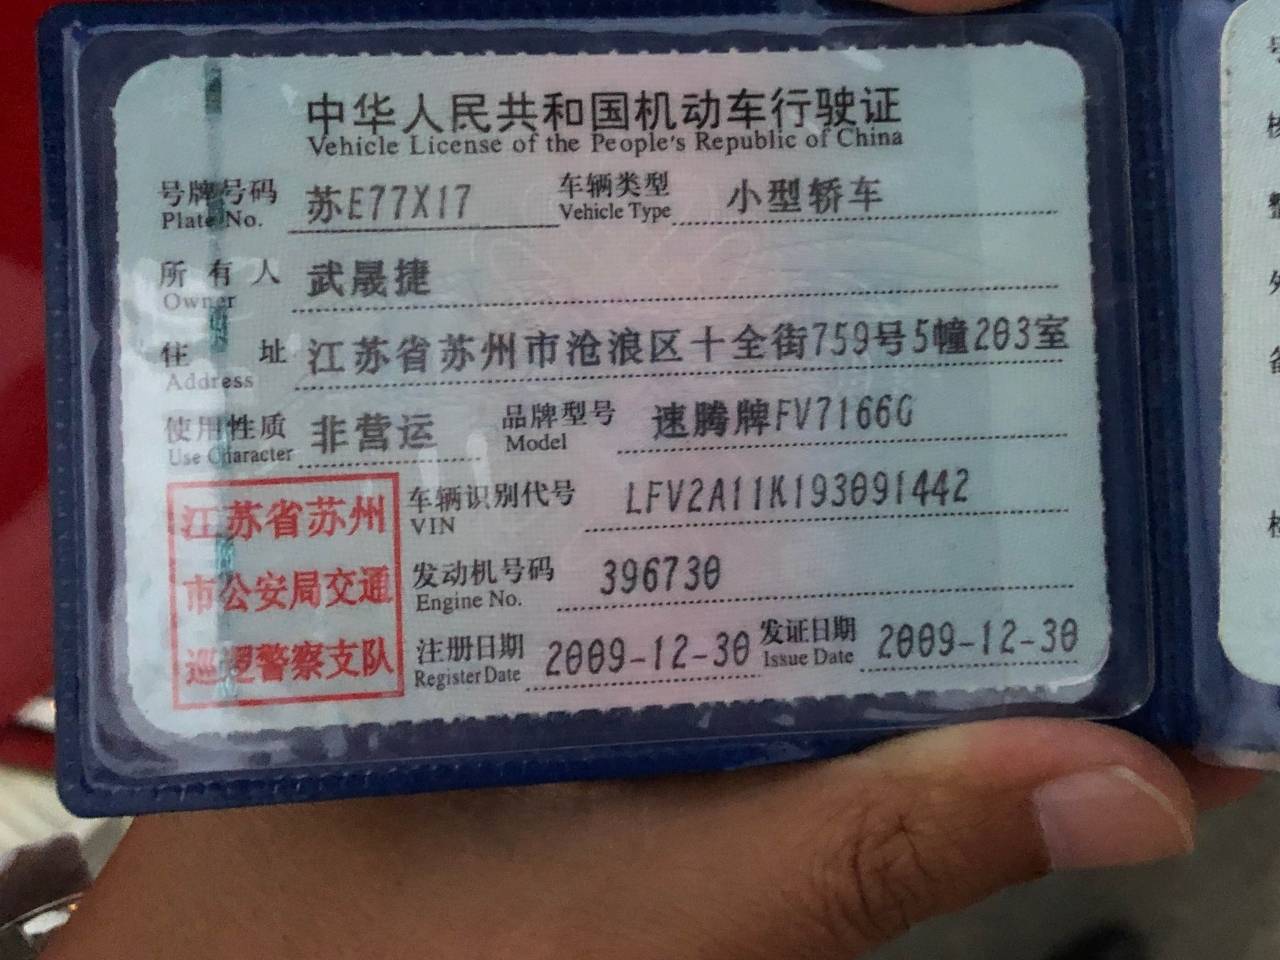 中华人民共和国机动车行驶证
Vehicle License of the People's Republic of China
号牌号码 苏E77X17 车辆类型 小型轿车
Plate No. Vehicle Type
所有人 武晟捷
Owner
住址 江苏省苏州市沧浪区十全街759号5幢203室
Address
使用性质 非营运 品牌型号 速腾牌FV7166G
Use Character Model
车辆识别代号 LFV2A11K193091442
VIN
发动机号码 396730
Engine No.
注册日期 2009-12-30 发证日期 2009-12-30
Register Date Issue Date
江苏省苏州
市公安局交通
巡逻警察支队